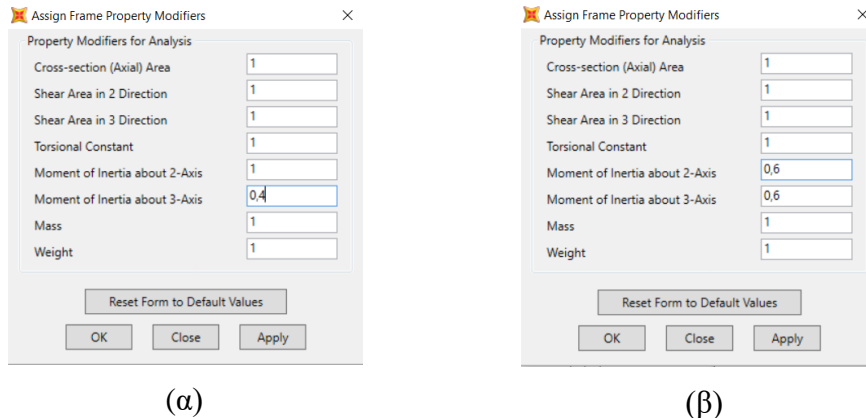 Assign Frame Property Modifiers
Property Modifiers for Analysis
Cross-section (Axial) Area 1
Shear Area in 2 Direction 1
Shear Area in 3 Direction 1
Torsional Constant 1
Moment of Inertia about 2-Axis 1
Moment of Inertia about 3-Axis 0,4
Mass 1
Weight 1
Reset Form to Default Values
OK Close Apply
(α)
Assign Frame Property Modifiers
Property Modifiers for Analysis
Cross-section (Axial) Area 1
Shear Area in 2 Direction 1
Shear Area in 3 Direction 1
Torsional Constant 1
Moment of Inertia about 2-Axis 0,6
Moment of Inertia about 3-Axis 0,6
Mass 1
Weight 1
Reset Form to Default Values
OK Close Apply
(β)